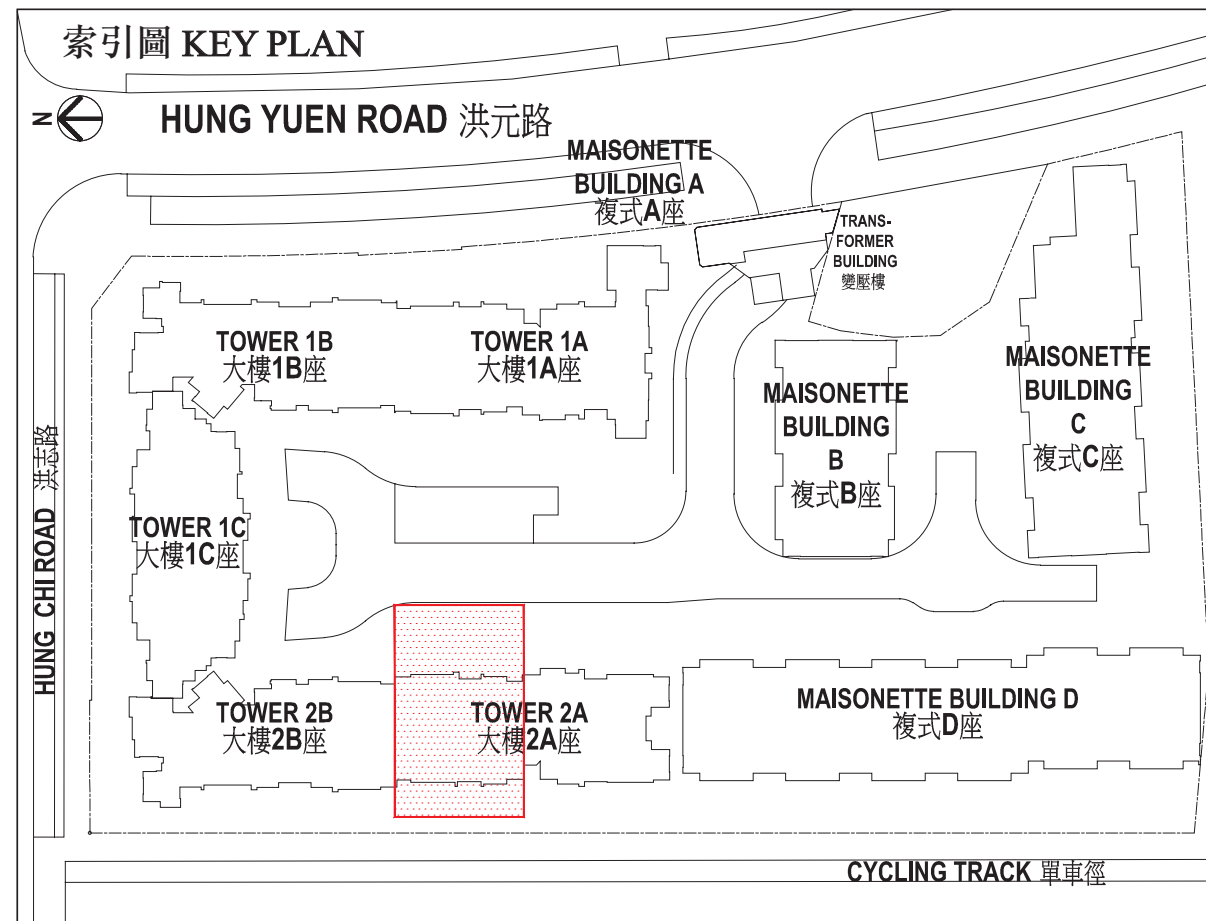 索引圖 KEY PLAN
N
HUNG YUEN ROAD 洪元路
MAISONETTE
BUILDING A
複式A座
TRANS-
FORMER
BUILDING
變壓樓
TOWER 1B
大樓1B座
TOWER 1A
大樓1A座
MAISONETTE
BUILDING
B
複式B座
MAISONETTE
BUILDING
C
複式C座
HUNG CHI ROAD 洪志路
TOWER 1C
大樓1C座
TOWER 2B
大樓2B座
TOWER 2A
大樓2A座
MAISONETTE BUILDING D
複式D座
CYCLING TRACK 單車徑